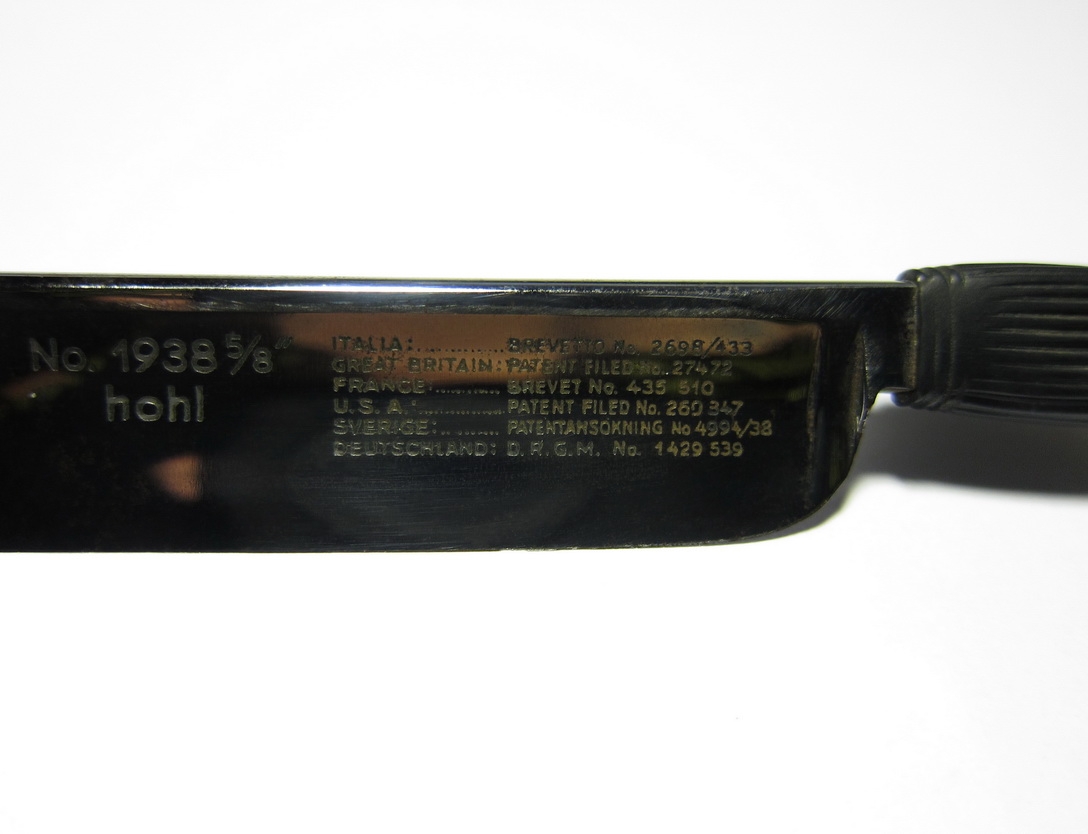 No. 1938 5/8"
hohl
ITALIA:............BREVETTO No. 2698/433
GREAT BRITAIN: PATENT FILED No..27472
FRANCE:...........BREVET No. 435 510
U.S.A.:..............PATENT FILED No. 260 347
SVERIGE:..........PATENTANSOKNING No 4994/38
DEUTSCHLAND: D.R.G.M. No. 1429 539